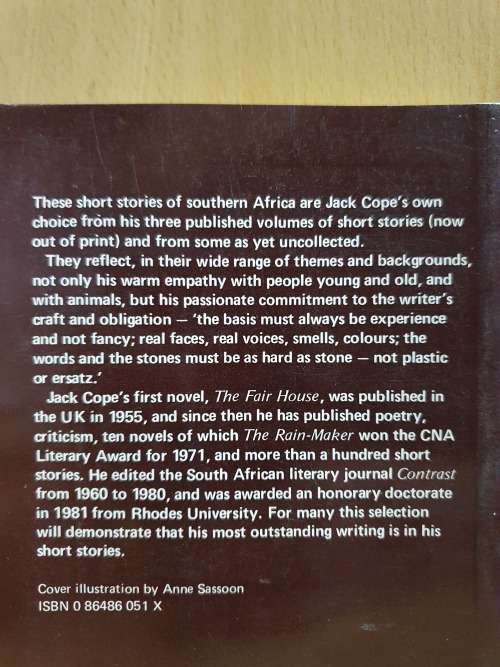 These short stories of southern Africa are Jack Cope's own
choice from his three published volumes of short stories (now
out of print) and from some as yet uncollected.
They reflect, in their wide range of themes and backgrounds,
not only his warm empathy with people young and old, and
with animals, but his passionate commitment to the writer's
craft and obligation — 'the basis must always be experience
and not fancy; real faces, real voices, smells, colours; the
words and the stones must be as hard as stone — not plastic
or ersatz.'
Jack Cope's first novel, The Fair House, was published in
the UK in 1955, and since then he has published poetry,
criticism, ten novels of which The Rain-Maker won the CNA
Literary Award for 1971, and more than a hundred short
stories. He edited the South African literary journal Contrast
from 1960 to 1980, and was awarded an honorary doctorate
in 1981 from Rhodes University. For many this selection
will demonstrate that his most outstanding writing is in his
short stories.
Cover illustration by Anne Sassoon
ISBN 0 86486 051 X